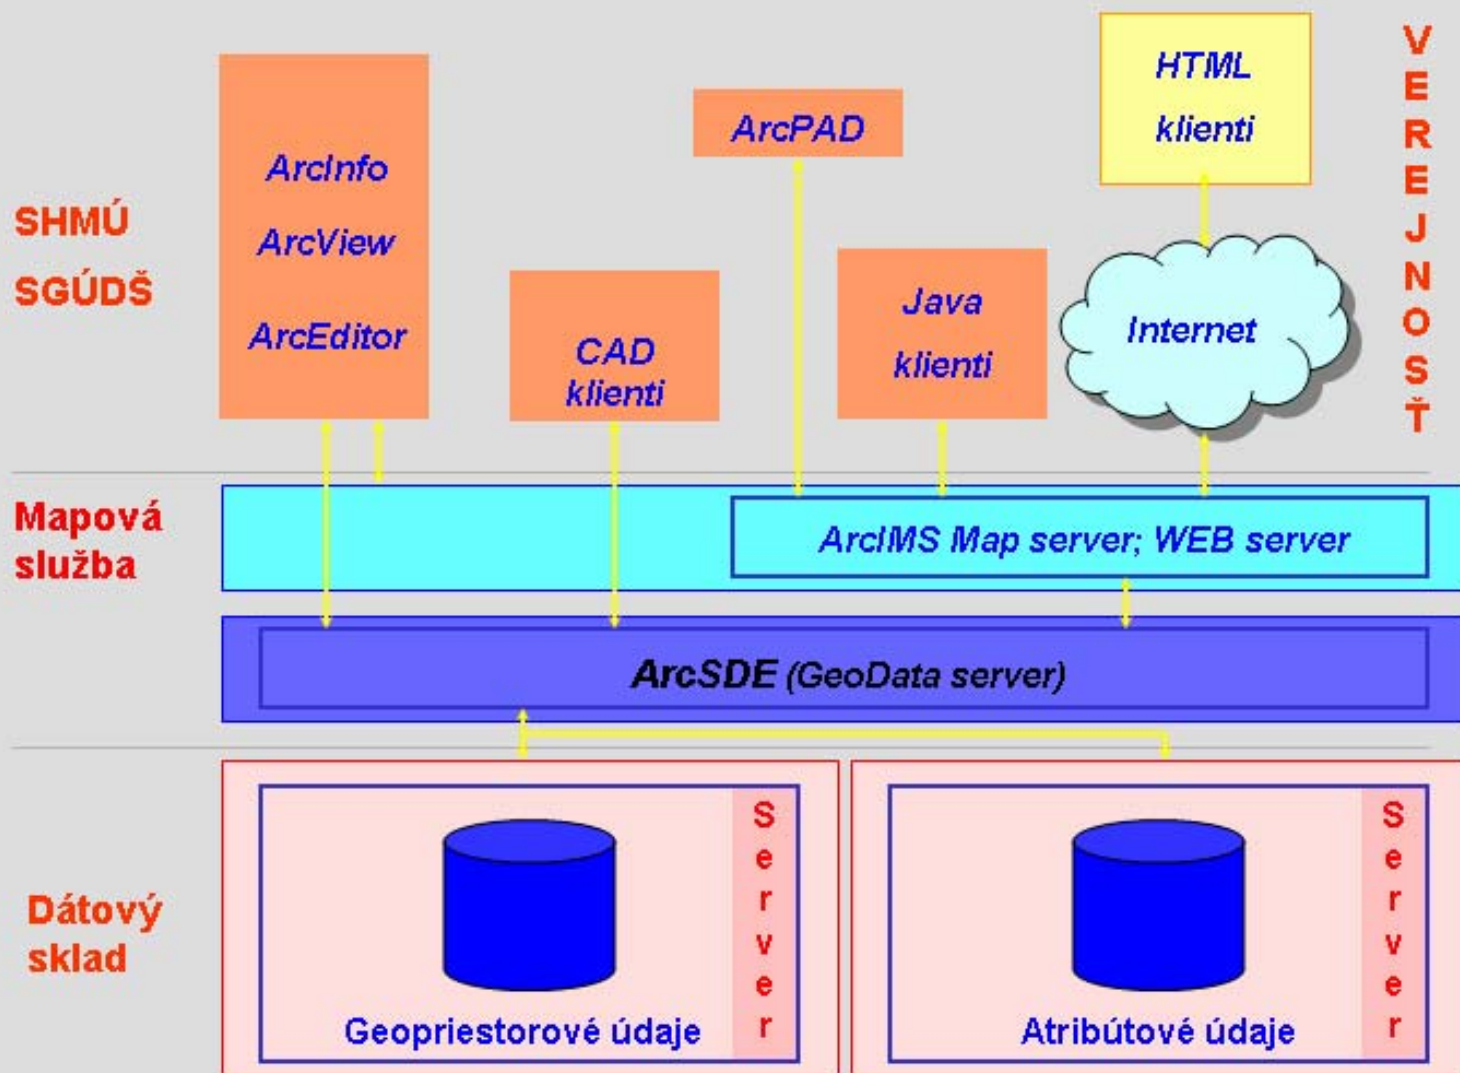 SHMÚ
SGÚDŠ
ArcInfo
ArcView
ArcEditor
CAD
klienti
ArcPAD
Java
klienti
HTML
klienti
Internet
VEREJNOSŤ
Mapová
služba
ArcIMS Map server; WEB server
ArcSDE (GeoData server)
Dátový
sklad
Geopriestorové údaje
Server
Atribútové údaje
Server